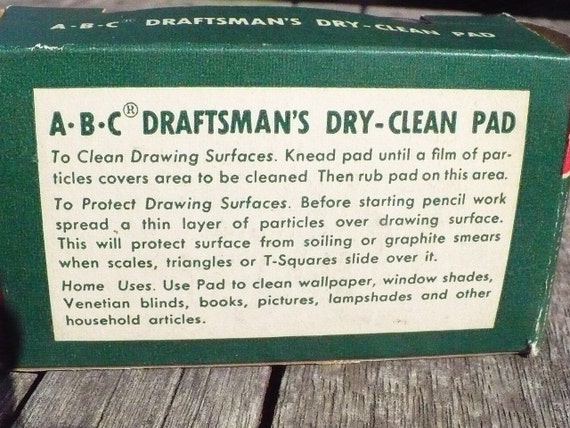 A·B·C® DRAFTSMAN'S DRY-CLEAN PAD
A·B·C® DRAFTSMAN'S DRY-CLEAN PAD
To Clean Drawing Surfaces. Knead pad until a film of par-
ticles covers area to be cleaned Then rub pad on this area.
To Protect Drawing Surfaces. Before starting pencil work
spread a thin layer of particles over drawing surface.
This will protect surface from soiling or graphite smears
when scales, triangles or T-Squares slide over it.
Home Uses. Use Pad to clean wallpaper, window shades,
Venetian blinds, books, pictures, lampshades and other
household articles.